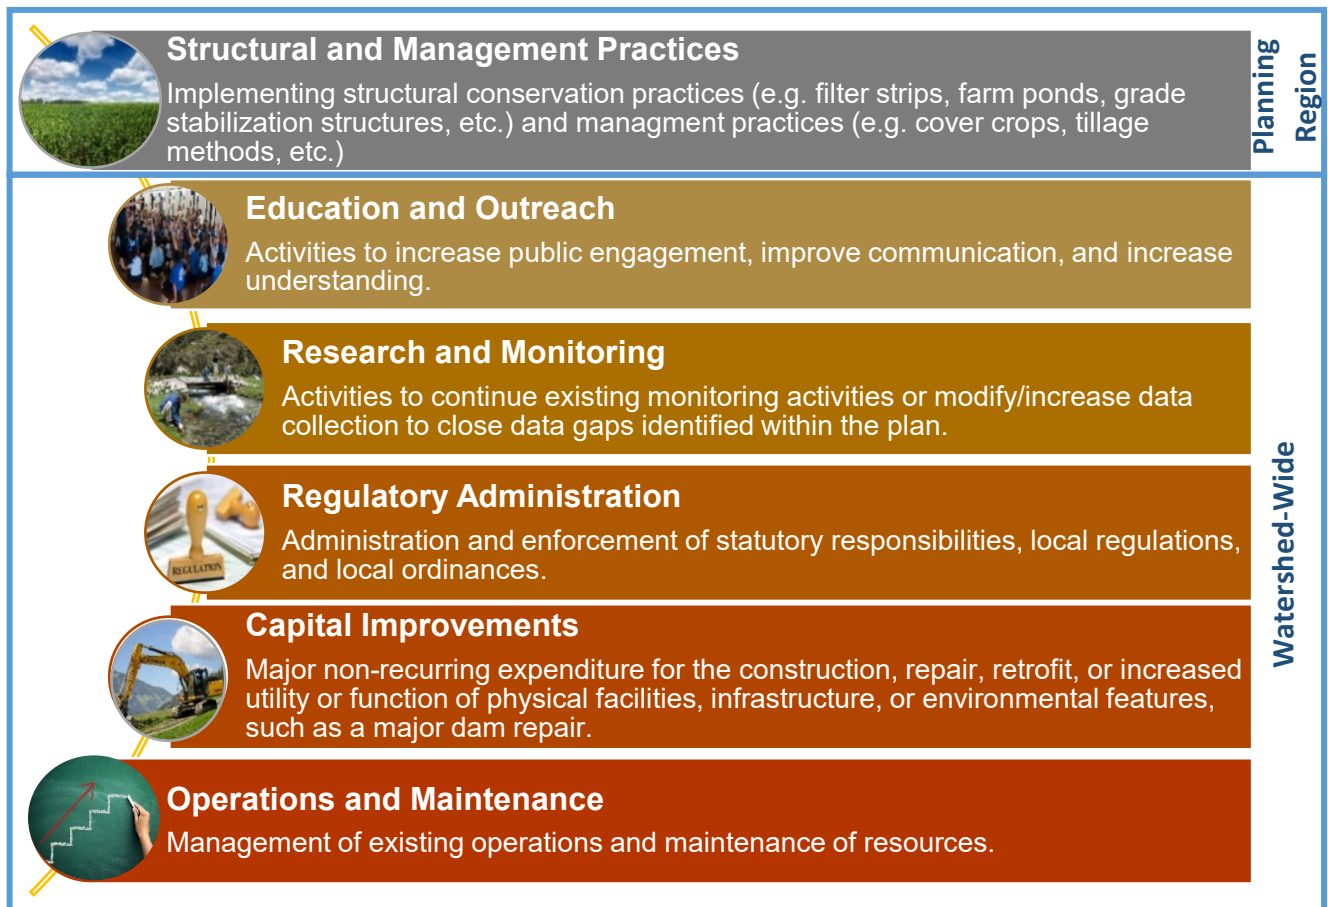 Structural and Management Practices
Implementing structural conservation practices (e.g. filter strips, farm ponds, grade
stabilization structures, etc.) and managment practices (e.g. cover crops, tillage
methods, etc.)
Planning
Region
Education and Outreach
Activities to increase public engagement, improve communication, and increase
understanding.
Research and Monitoring
Activities to continue existing monitoring activities or modify/increase data
collection to close data gaps identified within the plan.
Regulatory Administration
Administration and enforcement of statutory responsibilities, local regulations,
and local ordinances.
REGULATION
Capital Improvements
Major non-recurring expenditure for the construction, repair, retrofit, or increased
utility or function of physical facilities, infrastructure, or environmental features,
such as a major dam repair.
Operations and Maintenance
Management of existing operations and maintenance of resources.
Watershed-Wide